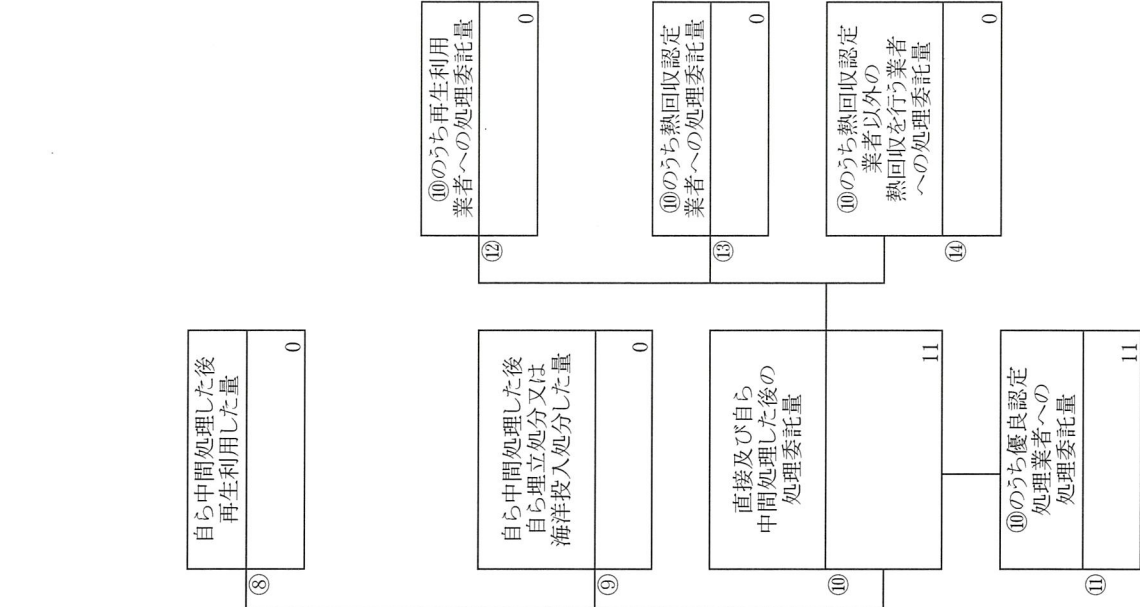 ⑧
自ら中間処理した後
再生利用した量
0
⑨
自ら中間処理した後
自ら埋立処分又は
海洋投入処分した量
0
⑩
直接及び自ら
中間処理した後の
処理委託量
11
⑪
⑩のうち優良認定
処理業者への
処理委託量
11
⑫
⑩のうち再生利用
業者への処理委託量
0
⑬
⑩のうち熱回収認定
業者への処理委託量
0
⑭
⑩のうち熱回収認定
業者以外の
熱回収を行う業者
への処理委託量
0